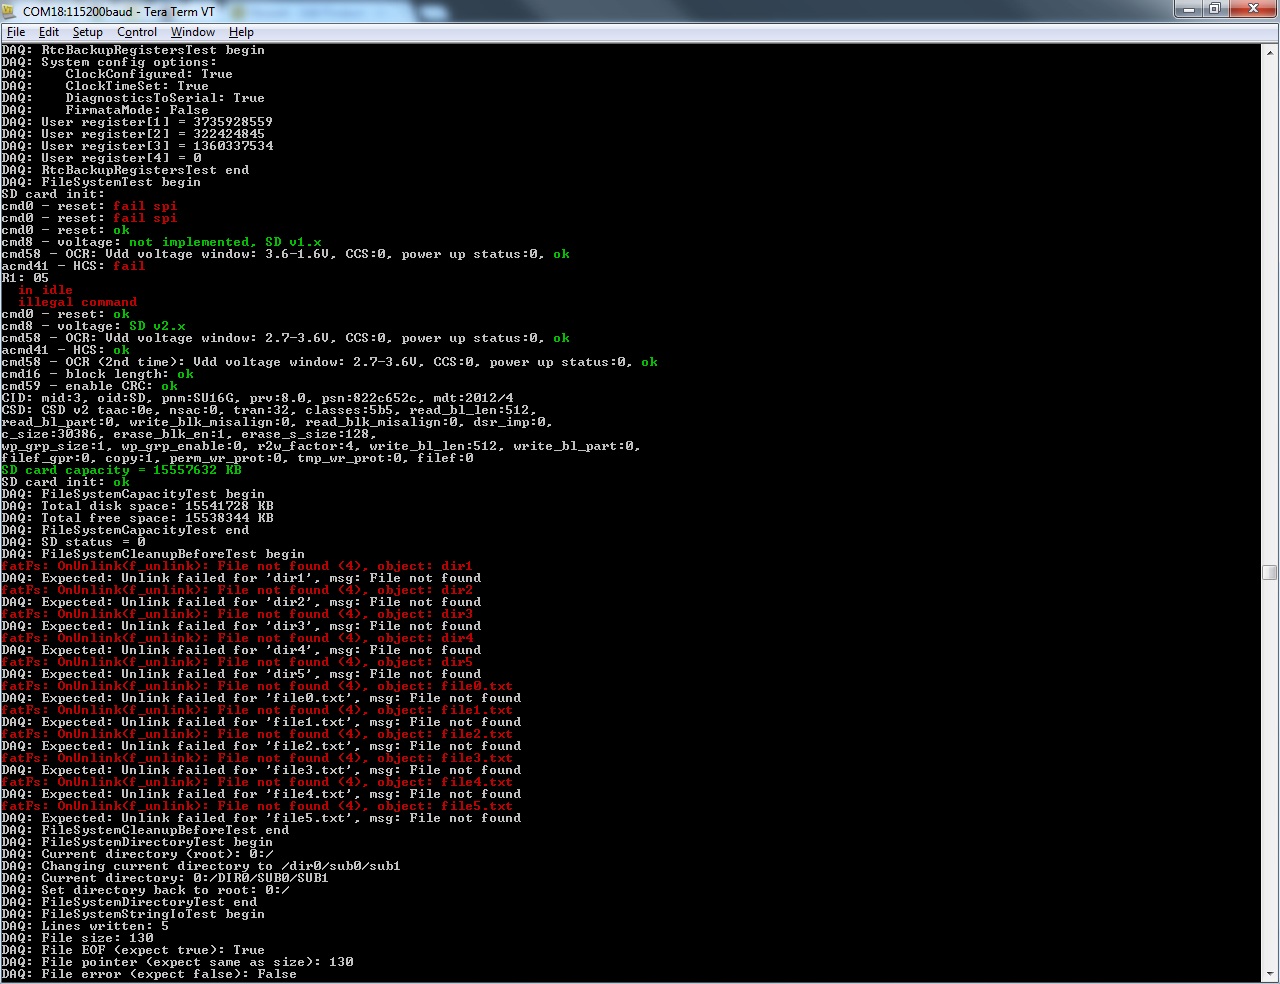 COM18:115200baud - Tera Term VT
File Edit Setup Control Window Help
DAQ: RtcBackupRegistersTest begin
DAQ: System config options:
DAQ:    ClockConfigured: True
DAQ:    ClockTimeSet: True
DAQ:    DiagnosticsToSerial: True
DAQ:    FirmataMode: False
DAQ: User register[1] = 3735928559
DAQ: User register[2] = 322424845
DAQ: User register[3] = 1360337534
DAQ: User register[4] = 0
DAQ: RtcBackupRegistersTest end
DAQ: FileSystemTest begin
SD card init:
cmd0 - reset: fail spi
cmd0 - reset: fail spi
cmd0 - reset: ok
cmd8 - voltage: not implemented, SD v1.x
cmd58 - OCR: Vdd voltage window: 3.6-1.6V, CCS:0, power up status:0, ok
acmd41 - HCS: fail
R1: 05
  in idle
  illegal command
cmd0 - reset: ok
cmd8 - voltage: SD v2.x
cmd58 - OCR: Vdd voltage window: 2.7-3.6V, CCS:0, power up status:0, ok
acmd41 - HCS: ok
cmd58 - OCR (2nd time): Vdd voltage window: 2.7-3.6V, CCS:0, power up status:0, ok
cmd16 - block length: ok
cmd59 - enable CRC: ok
CID: mid:3, oid:SD, pnm:SU16G, prv:8.0, psn:822c652c, mdt:2012/4
CSD: CSD v2 taac:0e, nsac:0, tran:32, classes:5b5, read_bl_len:512,
read_bl_part:0, write_blk_misalign:0, read_blk_misalign:0, dsr_imp:0,
c_size:30386, erase_blk_en:1, erase_s_size:128,
wp_grp_size:1, wp_grp_enable:0, r2w_factor:4, write_bl_len:512, write_bl_part:0,
filef_gpr:0, copy:1, perm_wr_prot:0, tmp_wr_prot:0, filef:0
SD card capacity = 15557632 KB
SD card init: ok
DAQ: FileSystemCapacityTest begin
DAQ: Total disk space: 15541728 KB
DAQ: Total free space: 15538344 KB
DAQ: FileSystemCapacityTest end
DAQ: SD status = 0
DAQ: FileSystemCleanupBeforeTest begin
fatFs: OnUnlink(f_unlink): File not found (4), object: dir1
DAQ: Expected: Unlink failed for 'dir1', msg: File not found
fatFs: OnUnlink(f_unlink): File not found (4), object: dir2
DAQ: Expected: Unlink failed for 'dir2', msg: File not found
fatFs: OnUnlink(f_unlink): File not found (4), object: dir3
DAQ: Expected: Unlink failed for 'dir3', msg: File not found
fatFs: OnUnlink(f_unlink): File not found (4), object: dir4
DAQ: Expected: Unlink failed for 'dir4', msg: File not found
fatFs: OnUnlink(f_unlink): File not found (4), object: dir5
DAQ: Expected: Unlink failed for 'dir5', msg: File not found
fatFs: OnUnlink(f_unlink): File not found (4), object: file0.txt
DAQ: Expected: Unlink failed for 'file0.txt', msg: File not found
fatFs: OnUnlink(f_unlink): File not found (4), object: file1.txt
DAQ: Expected: Unlink failed for 'file1.txt', msg: File not found
fatFs: OnUnlink(f_unlink): File not found (4), object: file2.txt
DAQ: Expected: Unlink failed for 'file2.txt', msg: File not found
fatFs: OnUnlink(f_unlink): File not found (4), object: file3.txt
DAQ: Expected: Unlink failed for 'file3.txt', msg: File not found
fatFs: OnUnlink(f_unlink): File not found (4), object: file4.txt
DAQ: Expected: Unlink failed for 'file4.txt', msg: File not found
fatFs: OnUnlink(f_unlink): File not found (4), object: file5.txt
DAQ: Expected: Unlink failed for 'file5.txt', msg: File not found
DAQ: FileSystemCleanupBeforeTest end
DAQ: FileSystemDirectoryTest begin
DAQ: Current directory (root): 0:/
DAQ: Changing current directory to /dir0/sub0/sub1
DAQ: Current directory: 0:/DIR0/SUB0/SUB1
DAQ: Set directory back to root: 0:/
DAQ: FileSystemDirectoryTest end
DAQ: FileSystemStringIoTest begin
DAQ: Lines written: 5
DAQ: File size: 130
DAQ: File EOF (expect true): True
DAQ: File pointer (expect same as size): 130
DAQ: File error (expect false): False